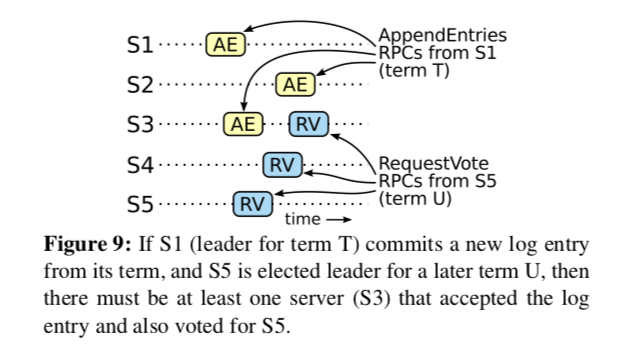 S1 AE AppendEntries
RPCs from S1
S2 AE (term T)
S3 AE RV
S4 RV RequestVote
RPCs from S5
S5 RV (term U)
time
Figure 9: If S1 (leader for term T) commits a new log entry
from its term, and S5 is elected leader for a later term U, then
there must be at least one server (S3) that accepted the log
entry and also voted for S5.